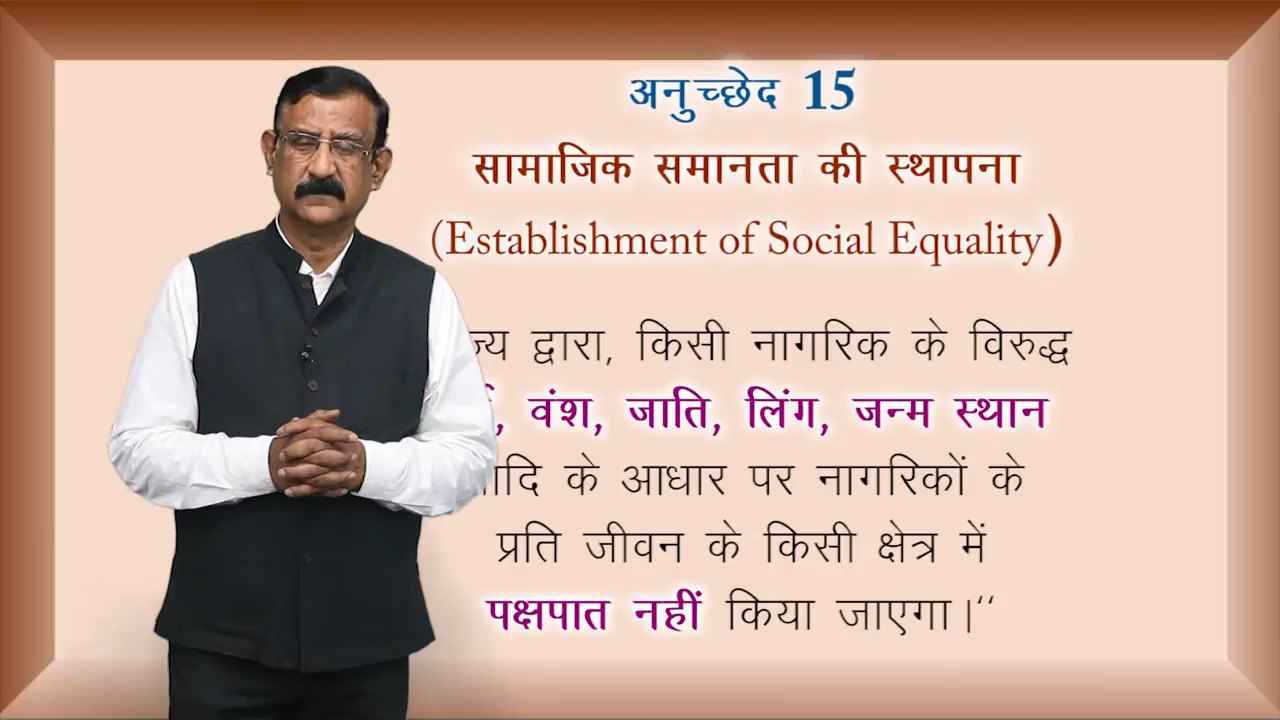 अनुच्छेद 15
सामाजिक समानता की स्थापना
(Establishment of Social Equality)
द्वारा, किसी नागरिक के विरुद्ध
वंश, जाति, लिंग, जन्म स्थान
के आधार पर नागरिकों के
प्रति जीवन के किसी क्षेत्र में
पक्षपात नहीं किया जाएगा।‘‘